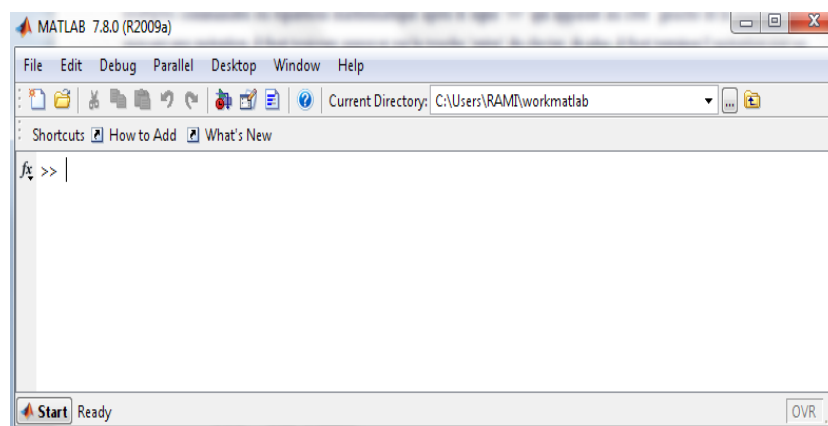 MATLAB 7.8.0 (R2009a)
File Edit Debug Parallel Desktop Window Help
Current Directory: C:\Users\RAMI\workmatlab
Shortcuts How to Add What's New
fx >>
Start Ready OVR